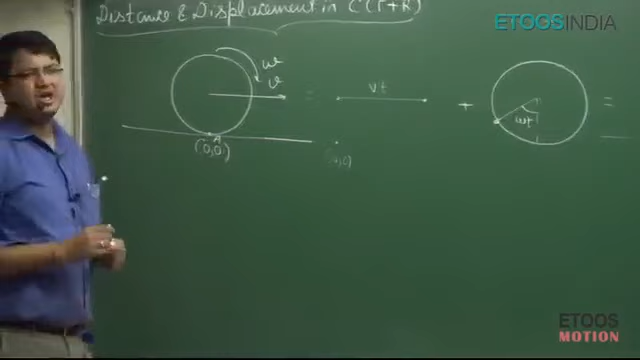 Distance & Displacement in C(T+R)
ETOOSINDIA
ω
v
=
vt
+
ωt
=
(0,0)
ETOOS
MOTION